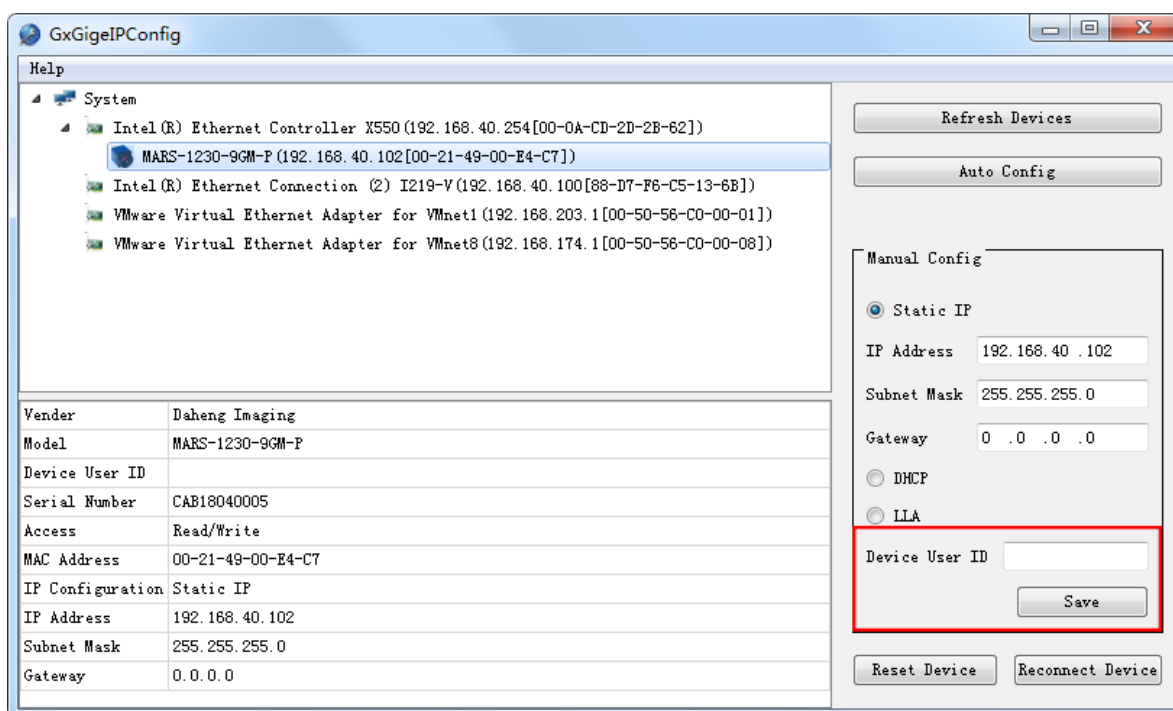 GxGigeIPConfig
Help
System
Intel(R) Ethernet Controller X550(192.168.40.254[00-0A-CD-2D-2B-62])
MARS-1230-9GM-P(192.168.40.102[00-21-49-00-E4-C7])
Intel(R) Ethernet Connection (2) I219-V(192.168.40.100[88-D7-F6-C5-13-6B])
VMware Virtual Ethernet Adapter for VMnet1(192.168.203.1[00-50-56-C0-00-01])
VMware Virtual Ethernet Adapter for VMnet8(192.168.174.1[00-50-56-C0-00-08])
Vender Daheng Imaging
Model MARS-1230-9GM-P
Device User ID
Serial Number CAB18040005
Access Read/Write
MAC Address 00-21-49-00-E4-C7
IP Configuration Static IP
IP Address 192.168.40.102
Subnet Mask 255.255.255.0
Gateway 0.0.0.0
Refresh Devices
Auto Config
Manual Config
Static IP
IP Address 192.168.40 .102
Subnet Mask 255.255.255.0
Gateway 0 .0 .0 .0
DHCP
LLA
Device User ID
Save
Reset Device Reconnect Device